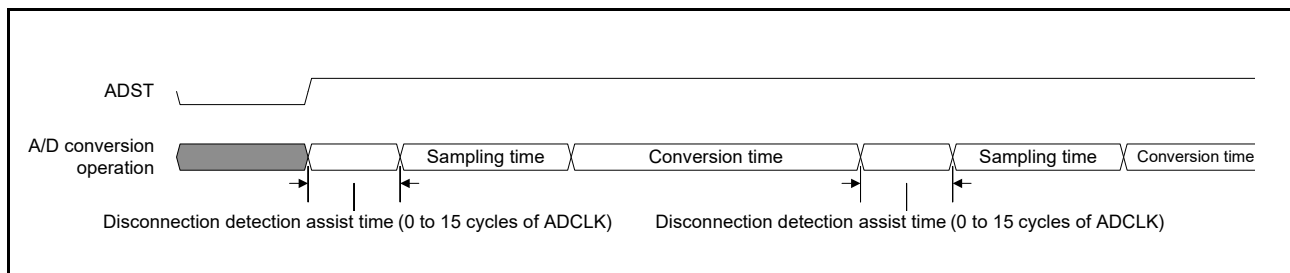 ADST
A/D conversion
operation
Sampling time
Conversion time
Sampling time
Conversion time
Disconnection detection assist time (0 to 15 cycles of ADCLK)
Disconnection detection assist time (0 to 15 cycles of ADCLK)